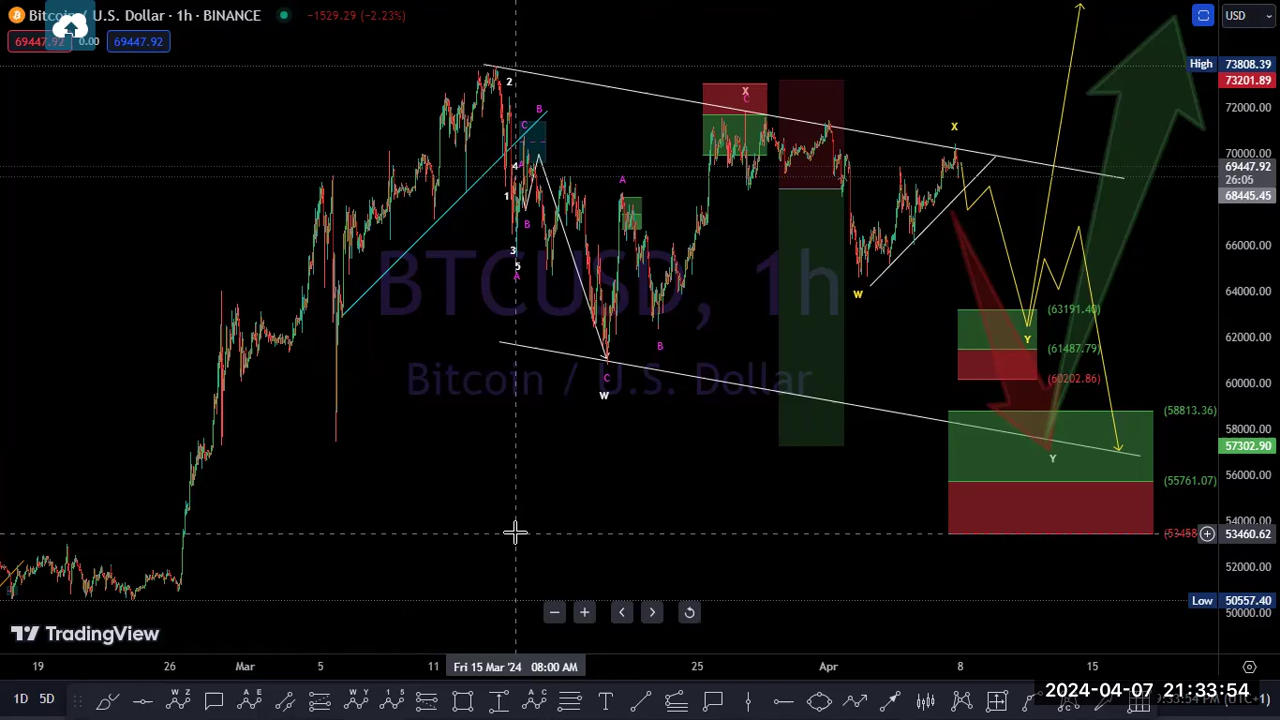 Bitcoin / U.S. Dollar · 1h · BINANCE
−1529.29 (−2.23%)
USD
69447.92
0.00
69447.92
High
73808.39
73201.89
72000.00
70000.00
69447.92
26:05
68445.45
66000.00
64000.00
62000.00
60000.00
58000.00
57302.90
56000.00
54000.00
53460.62
52000.00
Low
50557.40
50000.00
BTCUSD, 1h
Bitcoin / U.S. Dollar
2
B
C
4
A
1
B
3
5
A
A
B
C
W
X
C
W
X
Y
Y
(63191.40)
(61487.79)
(60202.86)
(58813.36)
(55761.07)
TradingView
19
26
Mar
5
11
Fri 15 Mar '24 08:00 AM
25
Apr
8
15
1D
5D
W Z
A E
W Y
1 5
A C
T
2024-04-07 21:33:54